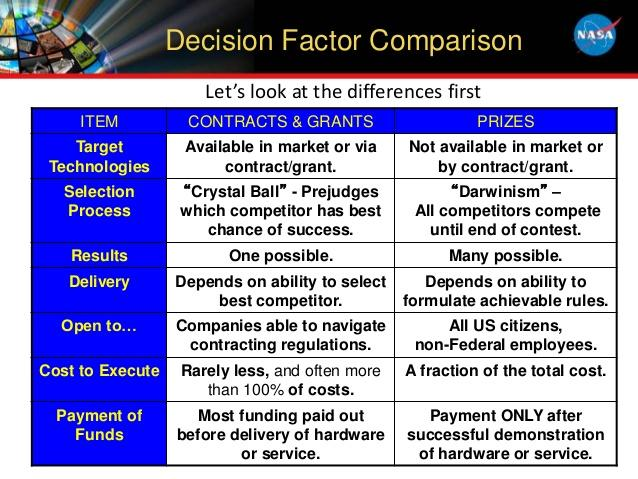 Decision Factor Comparison
NASA
Let's look at the differences first
ITEM
CONTRACTS & GRANTS
PRIZES
Target
Technologies
Available in market or via
contract/grant.
Not available in market or
by contract/grant.
Selection
Process
“Crystal Ball” - Prejudges
which competitor has best
chance of success.
“Darwinism” –
All competitors compete
until end of contest.
Results
One possible.
Many possible.
Delivery
Depends on ability to select
best competitor.
Depends on ability to
formulate achievable rules.
Open to…
Companies able to navigate
contracting regulations.
All US citizens,
non-Federal employees.
Cost to Execute
Rarely less, and often more
than 100% of costs.
A fraction of the total cost.
Payment of
Funds
Most funding paid out
before delivery of hardware
or service.
Payment ONLY after
successful demonstration
of hardware or service.